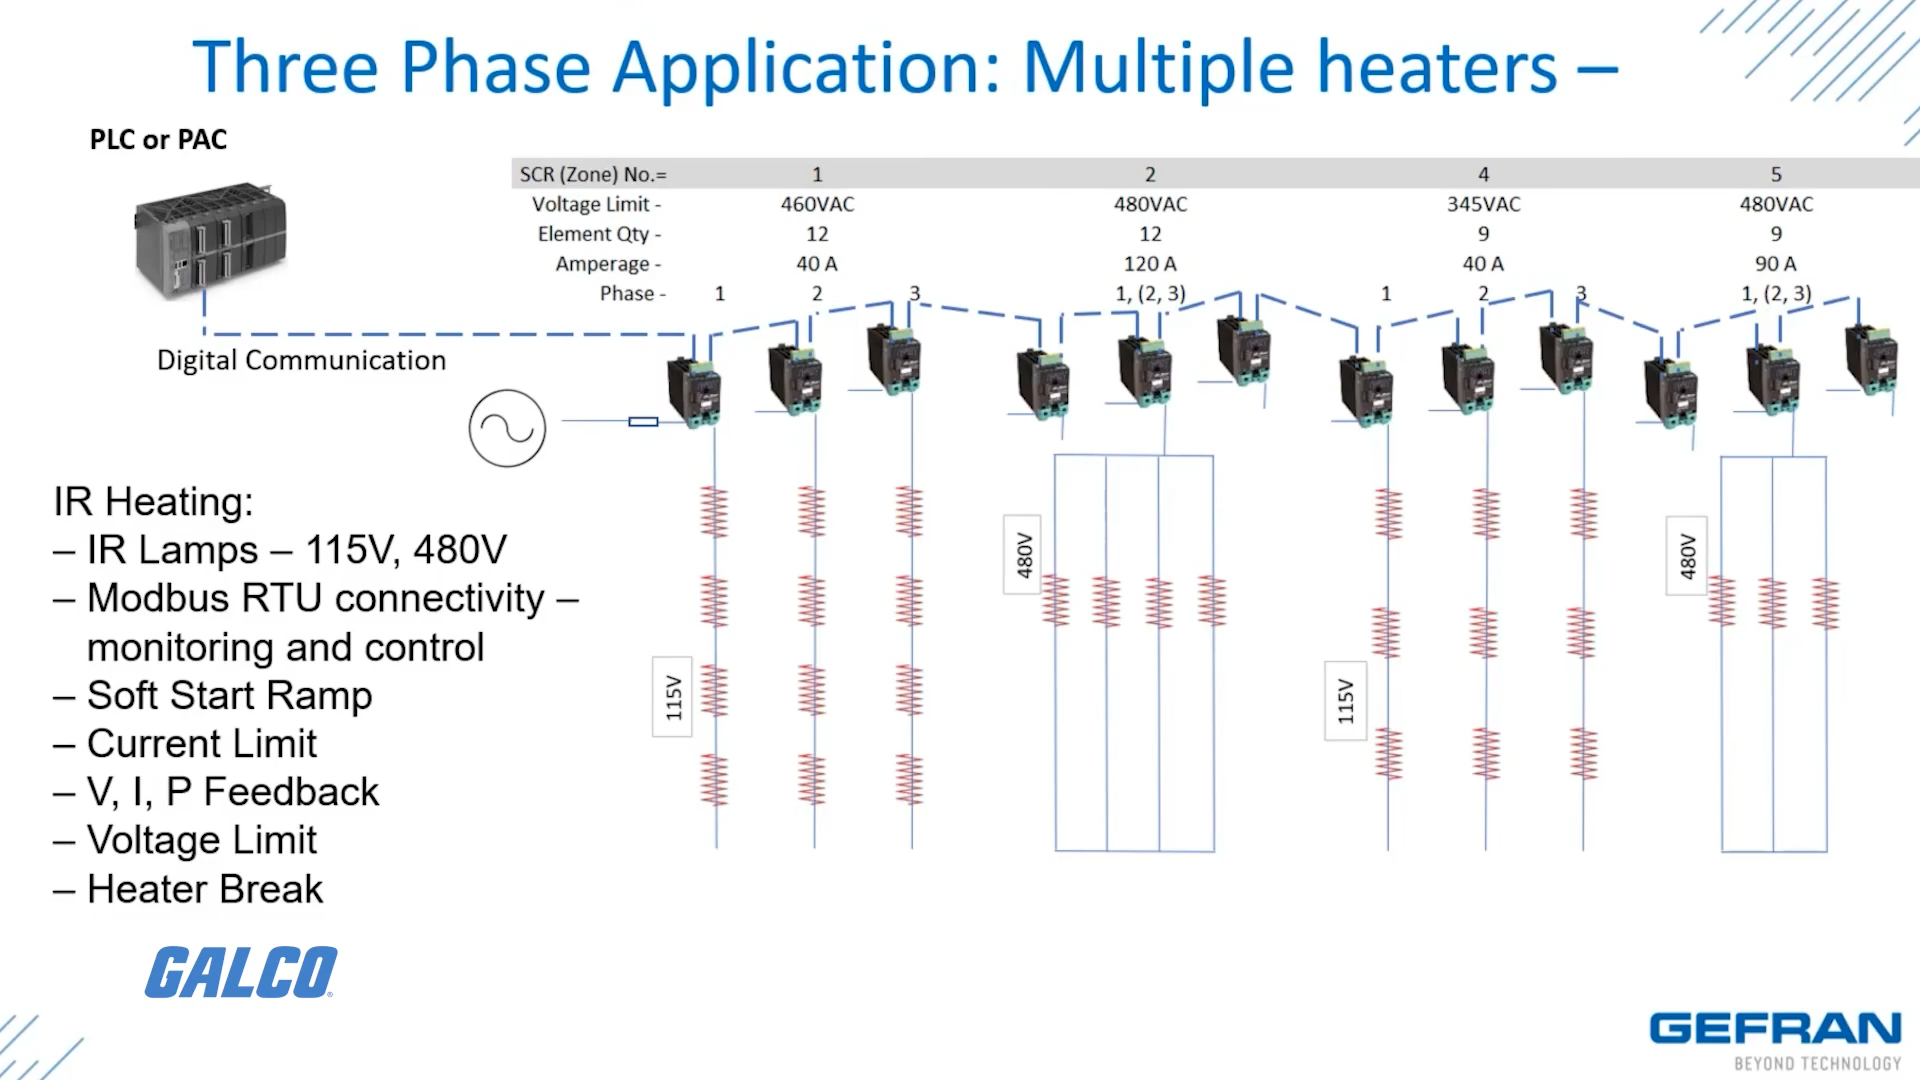 Three Phase Application: Multiple heaters –
PLC or PAC
SCR (Zone) No.= 1 2 4 5
Voltage Limit - 460VAC 480VAC 345VAC 480VAC
Element Qty - 12 12 9 9
Amperage - 40 A 120 A 40 A 90 A
Phase - 1 2 3 1, (2, 3) 1 2 3 1, (2, 3)
Digital Communication
IR Heating:
– IR Lamps – 115V, 480V
– Modbus RTU connectivity –
monitoring and control
– Soft Start Ramp
– Current Limit
– V, I, P Feedback
– Voltage Limit
– Heater Break
115V
480V
115V
480V
GALCO®
GEFRAN
BEYOND TECHNOLOGY